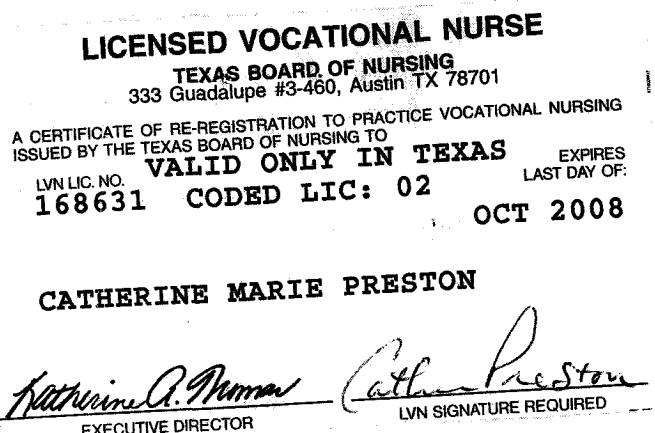 LICENSED VOCATIONAL NURSE
TEXAS BOARD OF NURSING
333 Guadalupe #3-460, Austin TX 78701
A CERTIFICATE OF RE-REGISTRATION TO PRACTICE VOCATIONAL NURSING
ISSUED BY THE TEXAS BOARD OF NURSING TO
VALID ONLY IN TEXAS
LVN LIC. NO.
168631 CODED LIC: 02
EXPIRES
LAST DAY OF:
OCT 2008
CATHERINE MARIE PRESTON
Katherine A. Thomas
Cathe Preston
EXECUTIVE DIRECTOR
LVN SIGNATURE REQUIRED